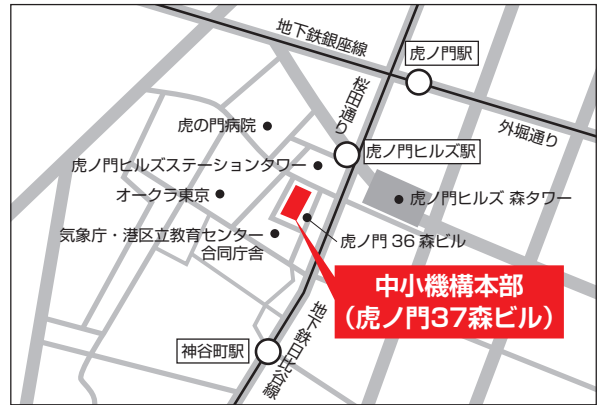 地下鉄銀座線
虎ノ門駅
桜田通り
外堀通り
虎の門病院
虎ノ門ヒルズ駅
虎ノ門ヒルズステーションタワー
オークラ東京
虎ノ門ヒルズ 森タワー
気象庁・港区立教育センター
合同庁舎
虎ノ門 36 森ビル
中小機構本部
（虎ノ門37森ビル）
地下鉄日比谷線
神谷町駅